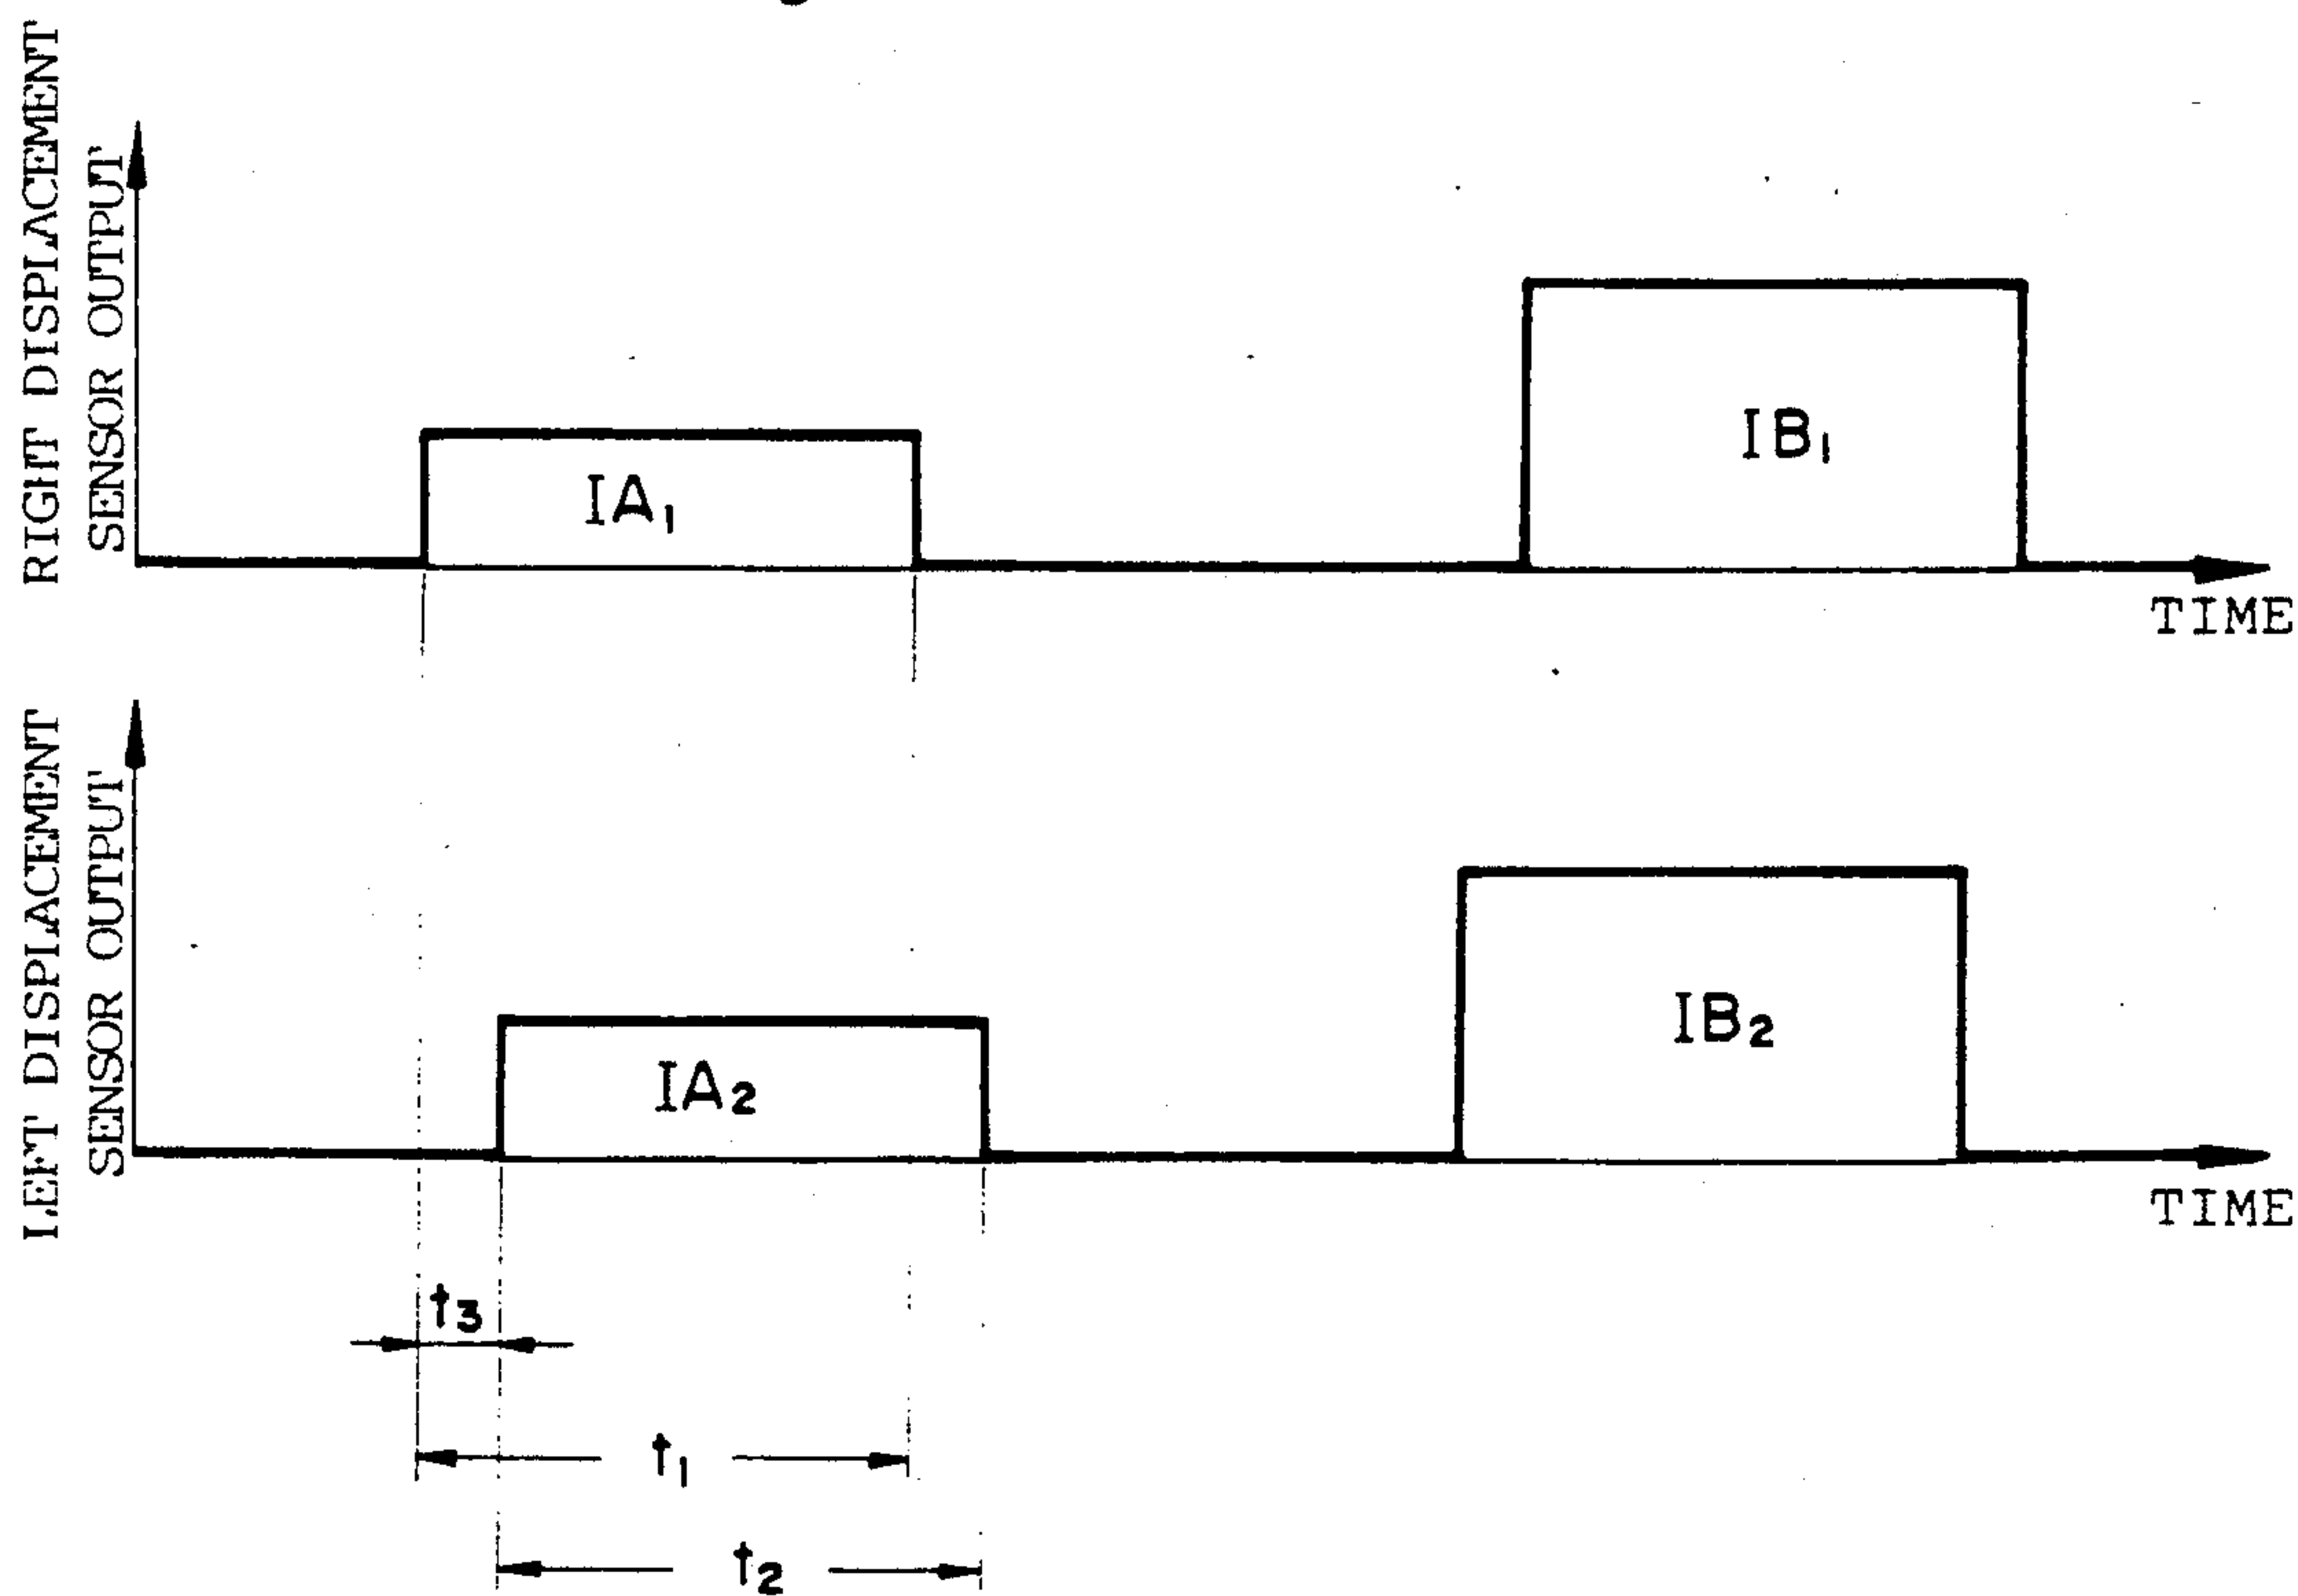 RIGHT DISPLACEMENT
SENSOR OUTPUT
IA₁
IB₁
TIME
LEFT DISPLACEMENT
SENSOR OUTPUT
IA₂
IB₂
TIME
t₃
t₁
t₂